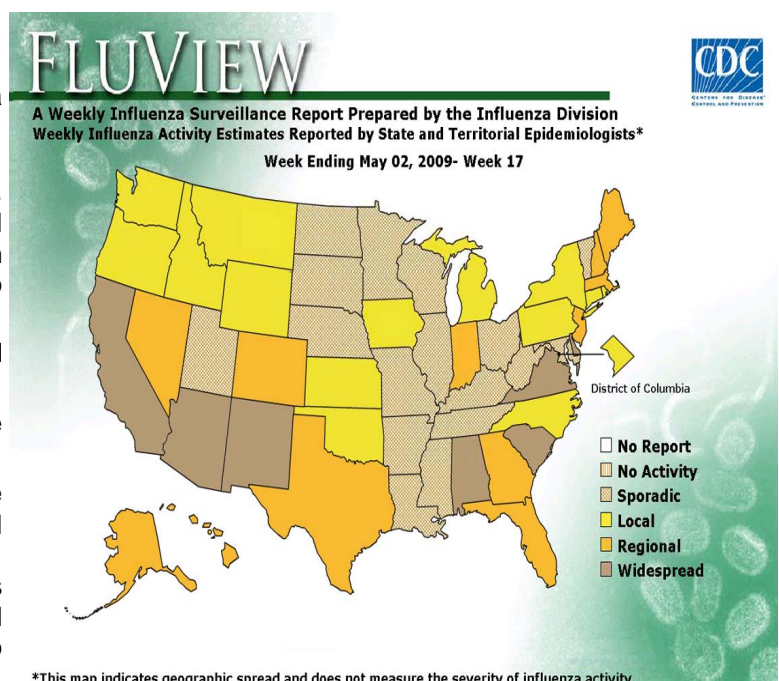 FLUVIEW
CDC
CENTERS FOR DISEASE
CONTROL AND PREVENTION
A Weekly Influenza Surveillance Report Prepared by the Influenza Division
Weekly Influenza Activity Estimates Reported by State and Territorial Epidemiologists*
Week Ending May 02, 2009- Week 17
District of Columbia
No Report
No Activity
Sporadic
Local
Regional
Widespread
*This map indicates geographic spread and does not measure the severity of influenza activity